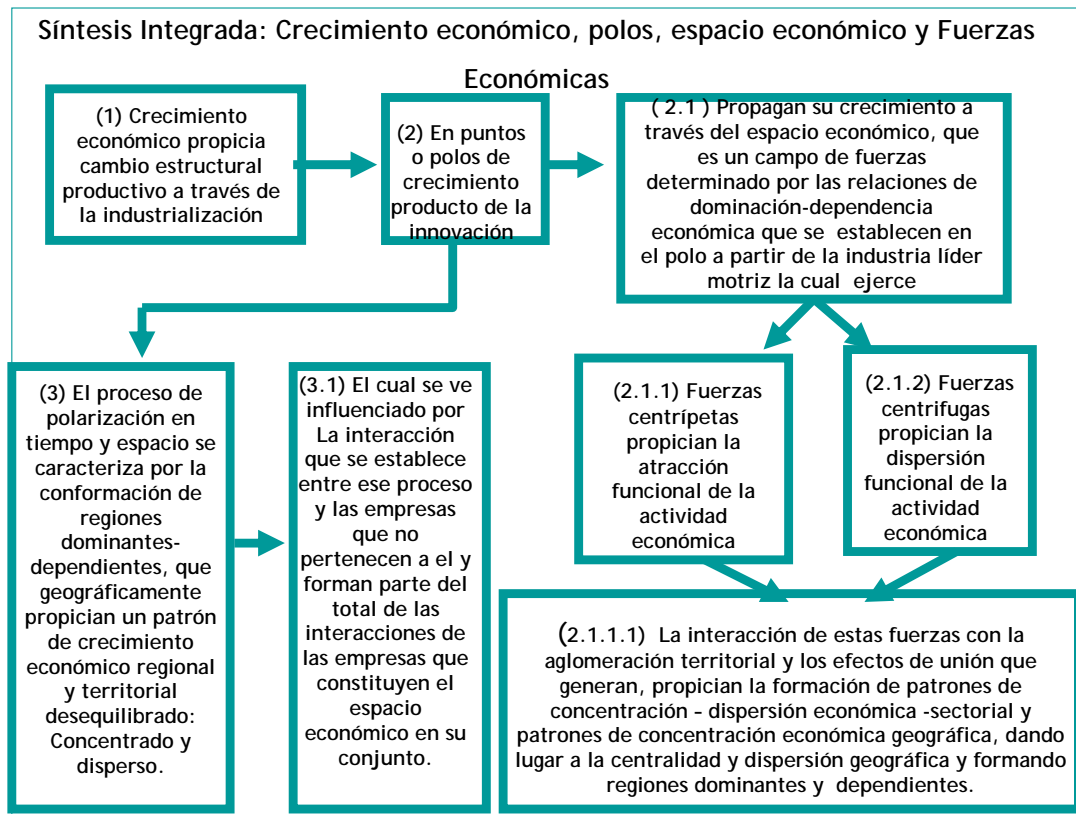 Síntesis Integrada: Crecimiento económico, polos, espacio económico y Fuerzas
Económicas
(1) Crecimiento
económico propicia
cambio estructural
productivo a través de
la industrialización
(2) En puntos
o polos de
crecimiento
producto de la
innovación
( 2.1 ) Propagan su crecimiento a
través del espacio económico, que
es un campo de fuerzas
determinado por las relaciones de
dominación-dependencia
económica que se establecen en
el polo a partir de la industria líder
motriz la cual ejerce
(3) El proceso de
polarización en
tiempo y espacio se
caracteriza por la
conformación de
regiones
dominantes-
dependientes, que
geográficamente
propician un patrón
de crecimiento
económico regional
y territorial
desequilibrado:
Concentrado y
disperso.
(3.1) El cual se ve
influenciado por
La interacción
que se establece
entre ese proceso
y las empresas
que no
pertenecen a el y
forman parte del
total de las
interacciones de
las empresas que
constituyen el
espacio
económico en su
conjunto.
(2.1.1) Fuerzas
centrípetas
propician la
atracción
funcional de la
actividad
económica
(2.1.2) Fuerzas
centrifugas
propician la
dispersión
funcional de la
actividad
económica
(2.1.1.1) La interacción de estas fuerzas con la
aglomeración territorial y los efectos de unión que
generan, propician la formación de patrones de
concentración – dispersión económica -sectorial y
patrones de concentración económica geográfica, dando
lugar a la centralidad y dispersión geográfica y formando
regiones dominantes y dependientes.